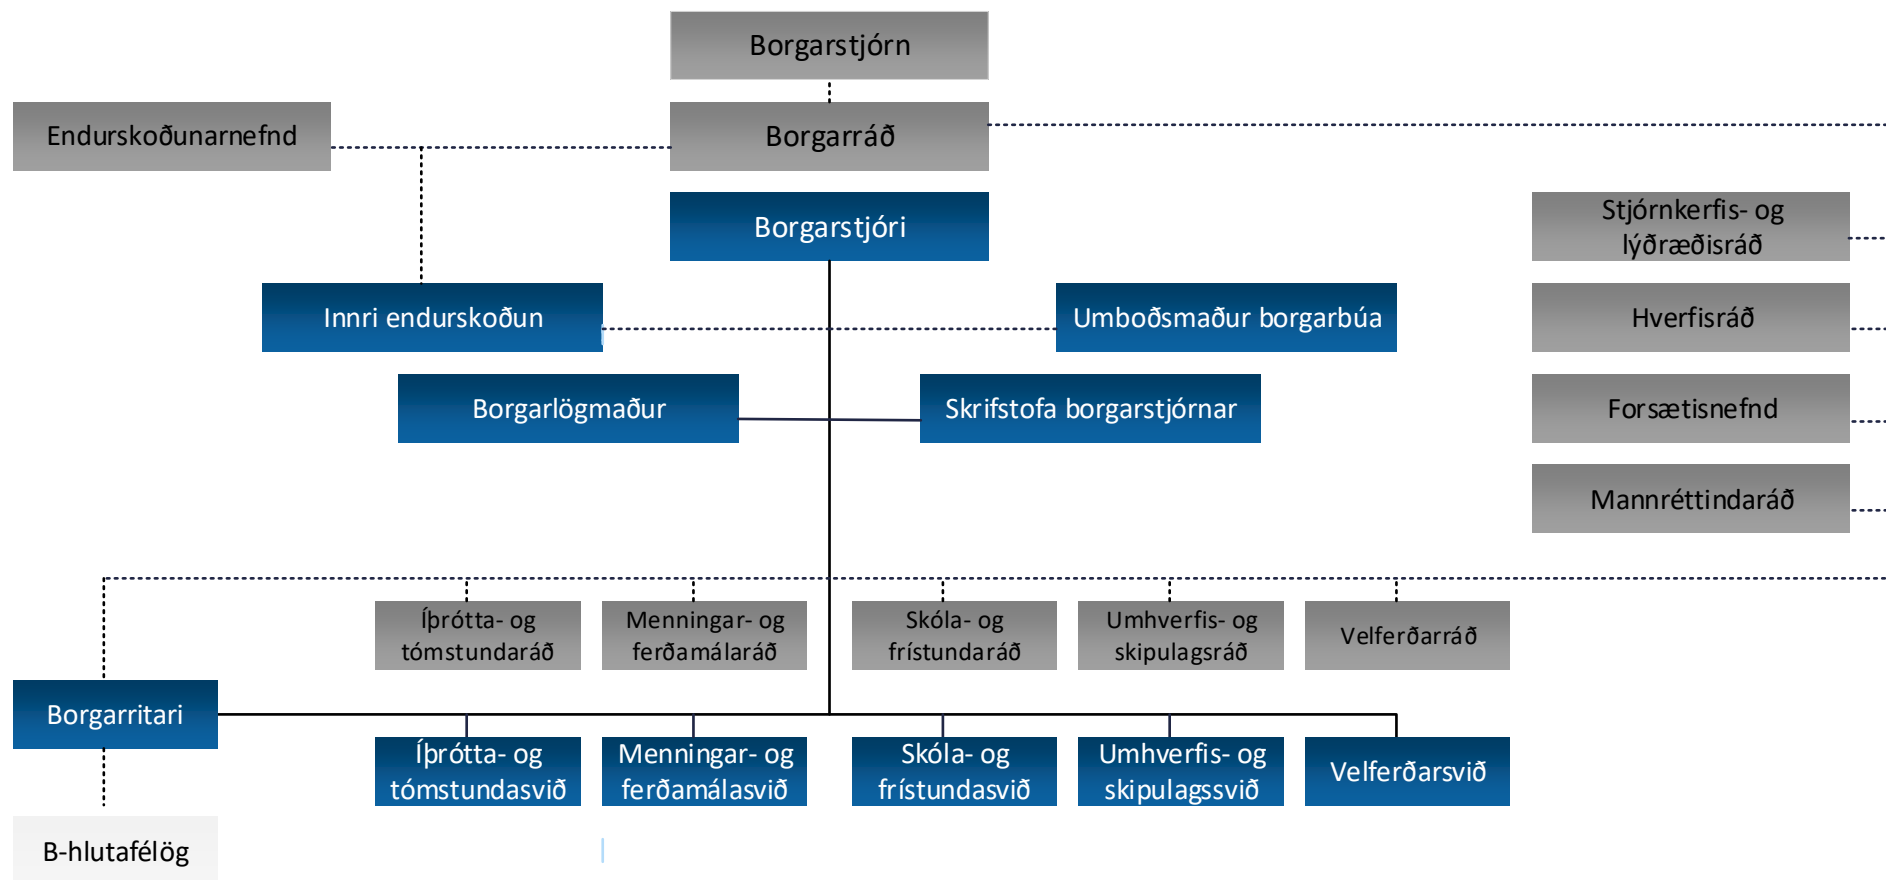 Borgarstjórn
Endurskoðunarnefnd
Borgarráð
Borgarstjóri
Stjórnkerfis- og
lýðræðisráð
Innri endurskoðun
Umboðsmaður borgarbúa
Hverfisráð
Borgarlögmaður
Skrifstofa borgarstjórnar
Forsætisnefnd
Mannréttindaráð
Íþrótta- og
tómstundaráð
Menningar- og
ferðamálaráð
Skóla- og
frístundaráð
Umhverfis- og
skipulagsráð
Velferðarráð
Borgarritari
Íþrótta- og
tómstundasvið
Menningar- og
ferðamálasvið
Skóla- og
frístundasvið
Umhverfis- og
skipulagssvið
Velferðarsvið
B-hlutafélög